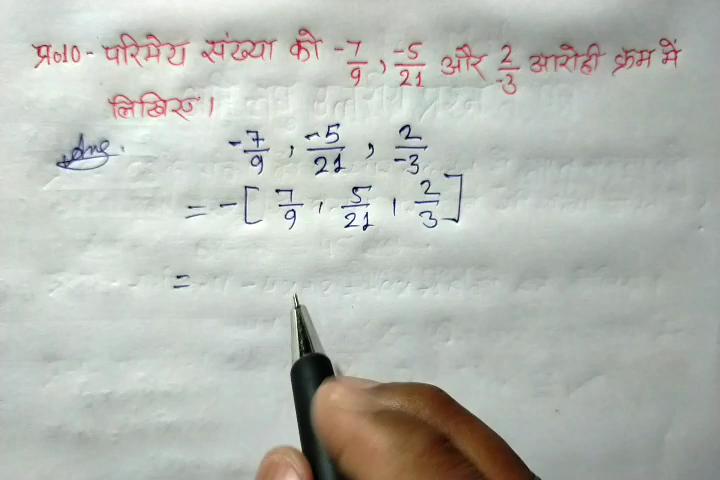 प्र०10- परिमेय संख्या को -7/9, -5/21 और 2/-3 आरोही क्रम में
लिखिए।
Ans. -7/9, -5/21, 2/-3
= -[7/9, 5/21, 2/3]
=